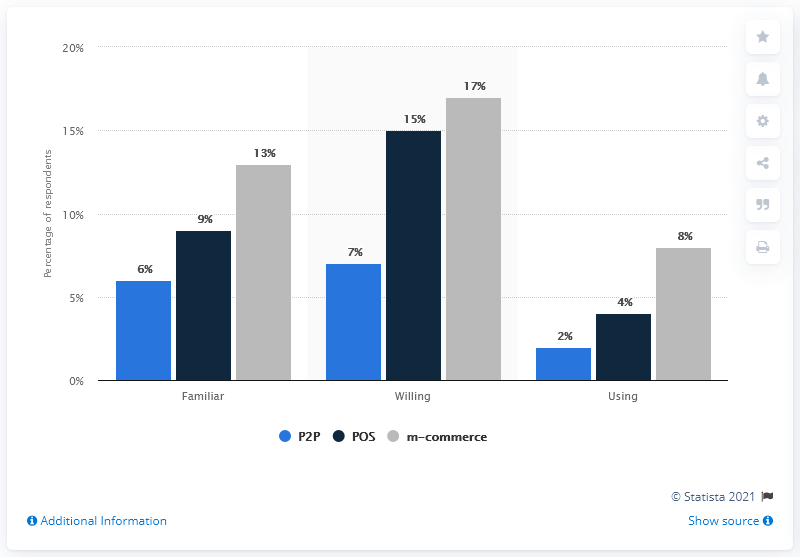 20%
15%
10%
5%
0%
Percentage of respondents
6%
9%
13%
7%
15%
17%
2%
4%
8%
Familiar
Willing
Using
P2P
POS
m-commerce
© Statista 2021
Additional Information
Show source